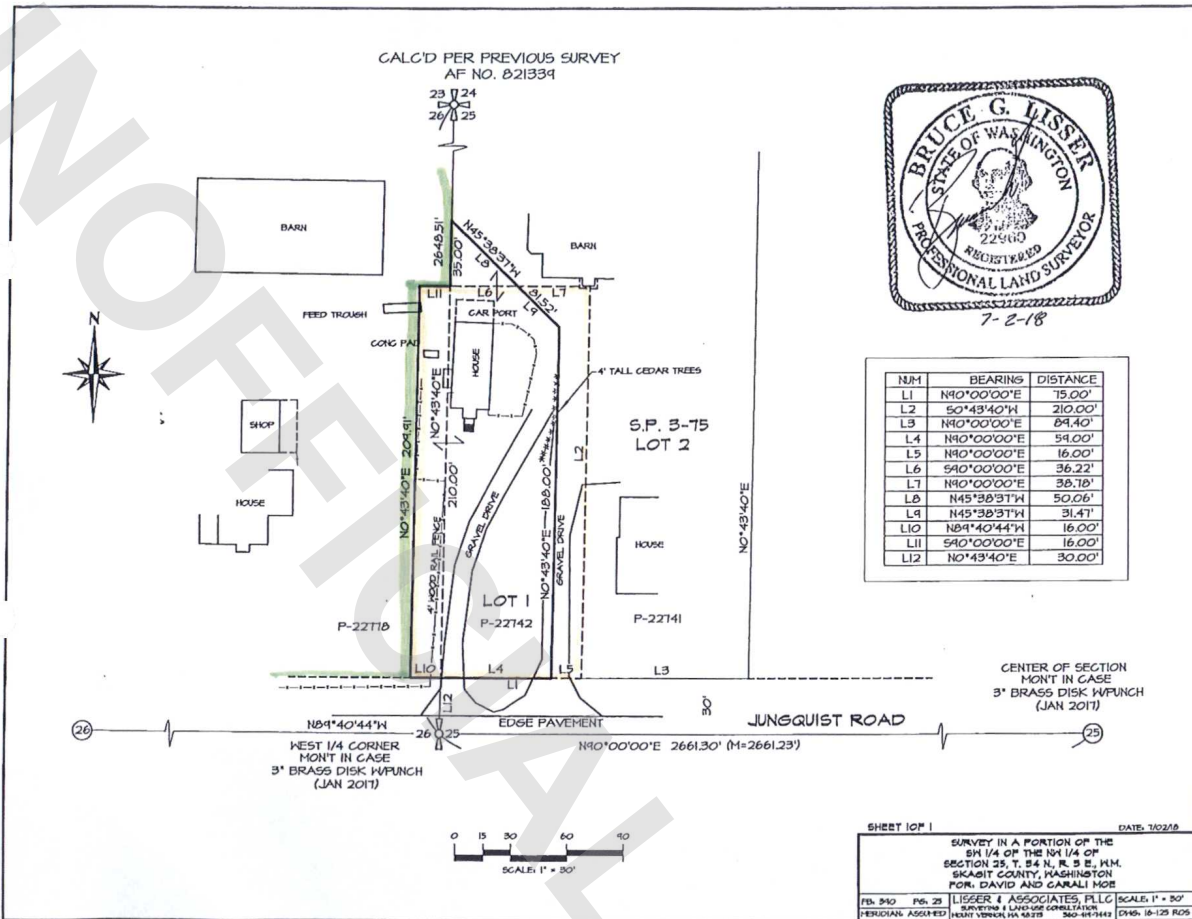 UNOFFICIAL
CALC'D PER PREVIOUS SURVEY
AF NO. 821339
23 24
26 25
BARN
2648.51'
35.00'
N45°38'37"W
81.52'
L8
BARN
L11
L6
L7
L9
FEED TROUGH
CAR PORT
CONC PAD
HOUSE
4' TALL CEDAR TREES
N
N0°43'40"E
S.P. 3-75
LOT 2
SHOP
HOUSE
N0°43'40"E 209.91'
210.00'
4' WOOD RAIL FENCE
GRAVEL DRIVE
N0°43'40"E 188.00'
GRAVEL DRIVE
L2
HOUSE
N0°43'40"E
LOT 1
P-22778
P-22742
P-22741
L10
L4
L5
L3
L1
L12
30'
EDGE PAVEMENT
JUNGQUIST ROAD
26
N89°40'44"W
26 25
N90°00'00"E 2661.30' (M=2661.23')
25
WEST 1/4 CORNER
MON'T IN CASE
3" BRASS DISK W/PUNCH
(JAN 2017)
CENTER OF SECTION
MON'T IN CASE
3" BRASS DISK W/PUNCH
(JAN 2017)
0 15 30 60 90
SCALE: 1" = 30'
BRUCE G. LISSER
STATE OF WASHINGTON
22960
REGISTERED
PROFESSIONAL LAND SURVEYOR
7-2-18
NUM BEARING DISTANCE
L1 N90°00'00"E 75.00'
L2 S0°43'40"W 210.00'
L3 N90°00'00"E 89.40'
L4 N90°00'00"E 59.00'
L5 N90°00'00"E 16.00'
L6 S90°00'00"E 36.22'
L7 N90°00'00"E 38.78'
L8 N45°38'37"W 50.06'
L9 N45°38'37"W 31.47'
L10 N89°40'44"W 16.00'
L11 S90°00'00"E 16.00'
L12 N0°43'40"E 30.00'
SHEET 1 OF 1
DATE: 7/02/18
SURVEY IN A PORTION OF THE
SW 1/4 OF THE NW 1/4 OF
SECTION 25, T. 34 N., R. 3 E., W.M.
SKAGIT COUNTY, WASHINGTON
FOR: DAVID AND CARALI MOE
FB. 340 PG. 23
LISSER & ASSOCIATES, PLLC
SCALE: 1" = 30'
MERIDIAN: ASSUMED
SURVEYING & LAND-USE CONSULTATION
MOUNT VERNON, WA 98273
DWG: 16-125 ROS